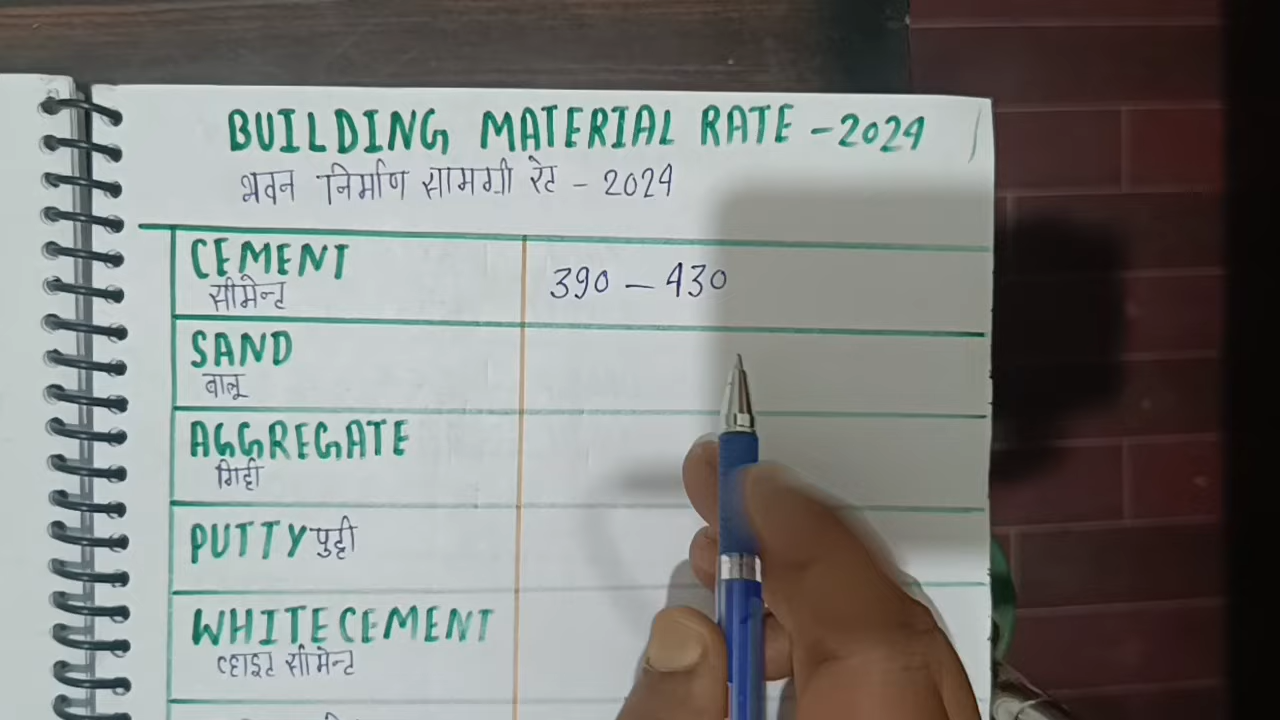 BUILDING MATERIAL RATE - 2024
भवन निर्माण सामग्री रेट - 2024
CEMENT
सीमेन्ट
390 - 430
SAND
बालू
AGGREGATE
गिट्टी
PUTTY पुट्टी
WHITE CEMENT
व्हाइट सीमेन्ट